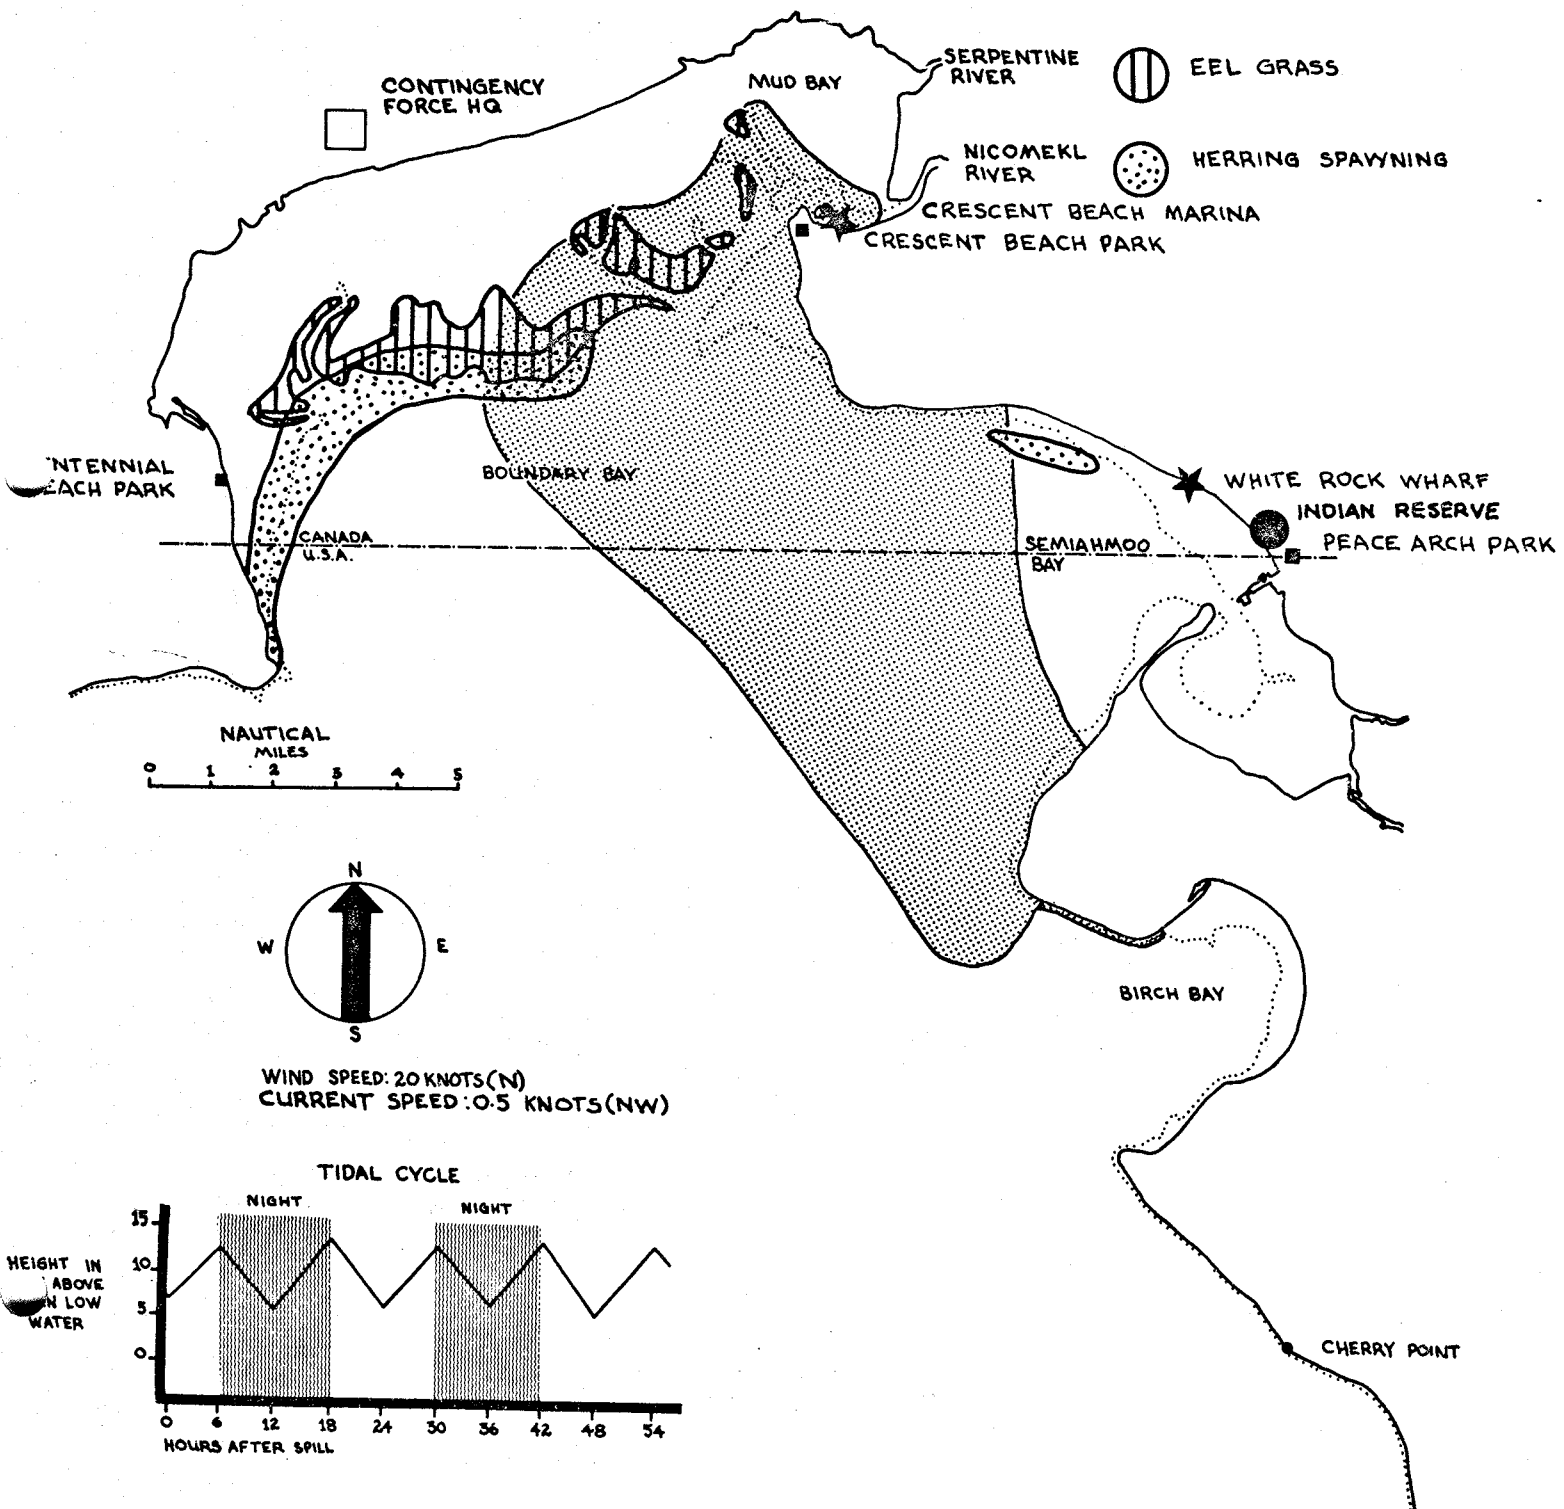 CONTINGENCY
FORCE HQ
MUD BAY
SERPENTINE
RIVER
EEL GRASS
NICOMEKL
RIVER
HERRING SPAWNING
CRESCENT BEACH MARINA
CRESCENT BEACH PARK
NTENNIAL
EACH PARK
BOUNDARY BAY
WHITE ROCK WHARF
INDIAN RESERVE
PEACE ARCH PARK
CANADA
U.S.A.
SEMIAHMOO
BAY
NAUTICAL
MILES
0 1 2 3 4 5
N
W E
S
BIRCH BAY
WIND SPEED: 20 KNOTS (N)
CURRENT SPEED: 0.5 KNOTS (NW)
TIDAL CYCLE
NIGHT NIGHT
15
10
5
0
HEIGHT IN
ABOVE
N LOW
WATER
0 6 12 18 24 30 36 42 48 54
HOURS AFTER SPILL
CHERRY POINT